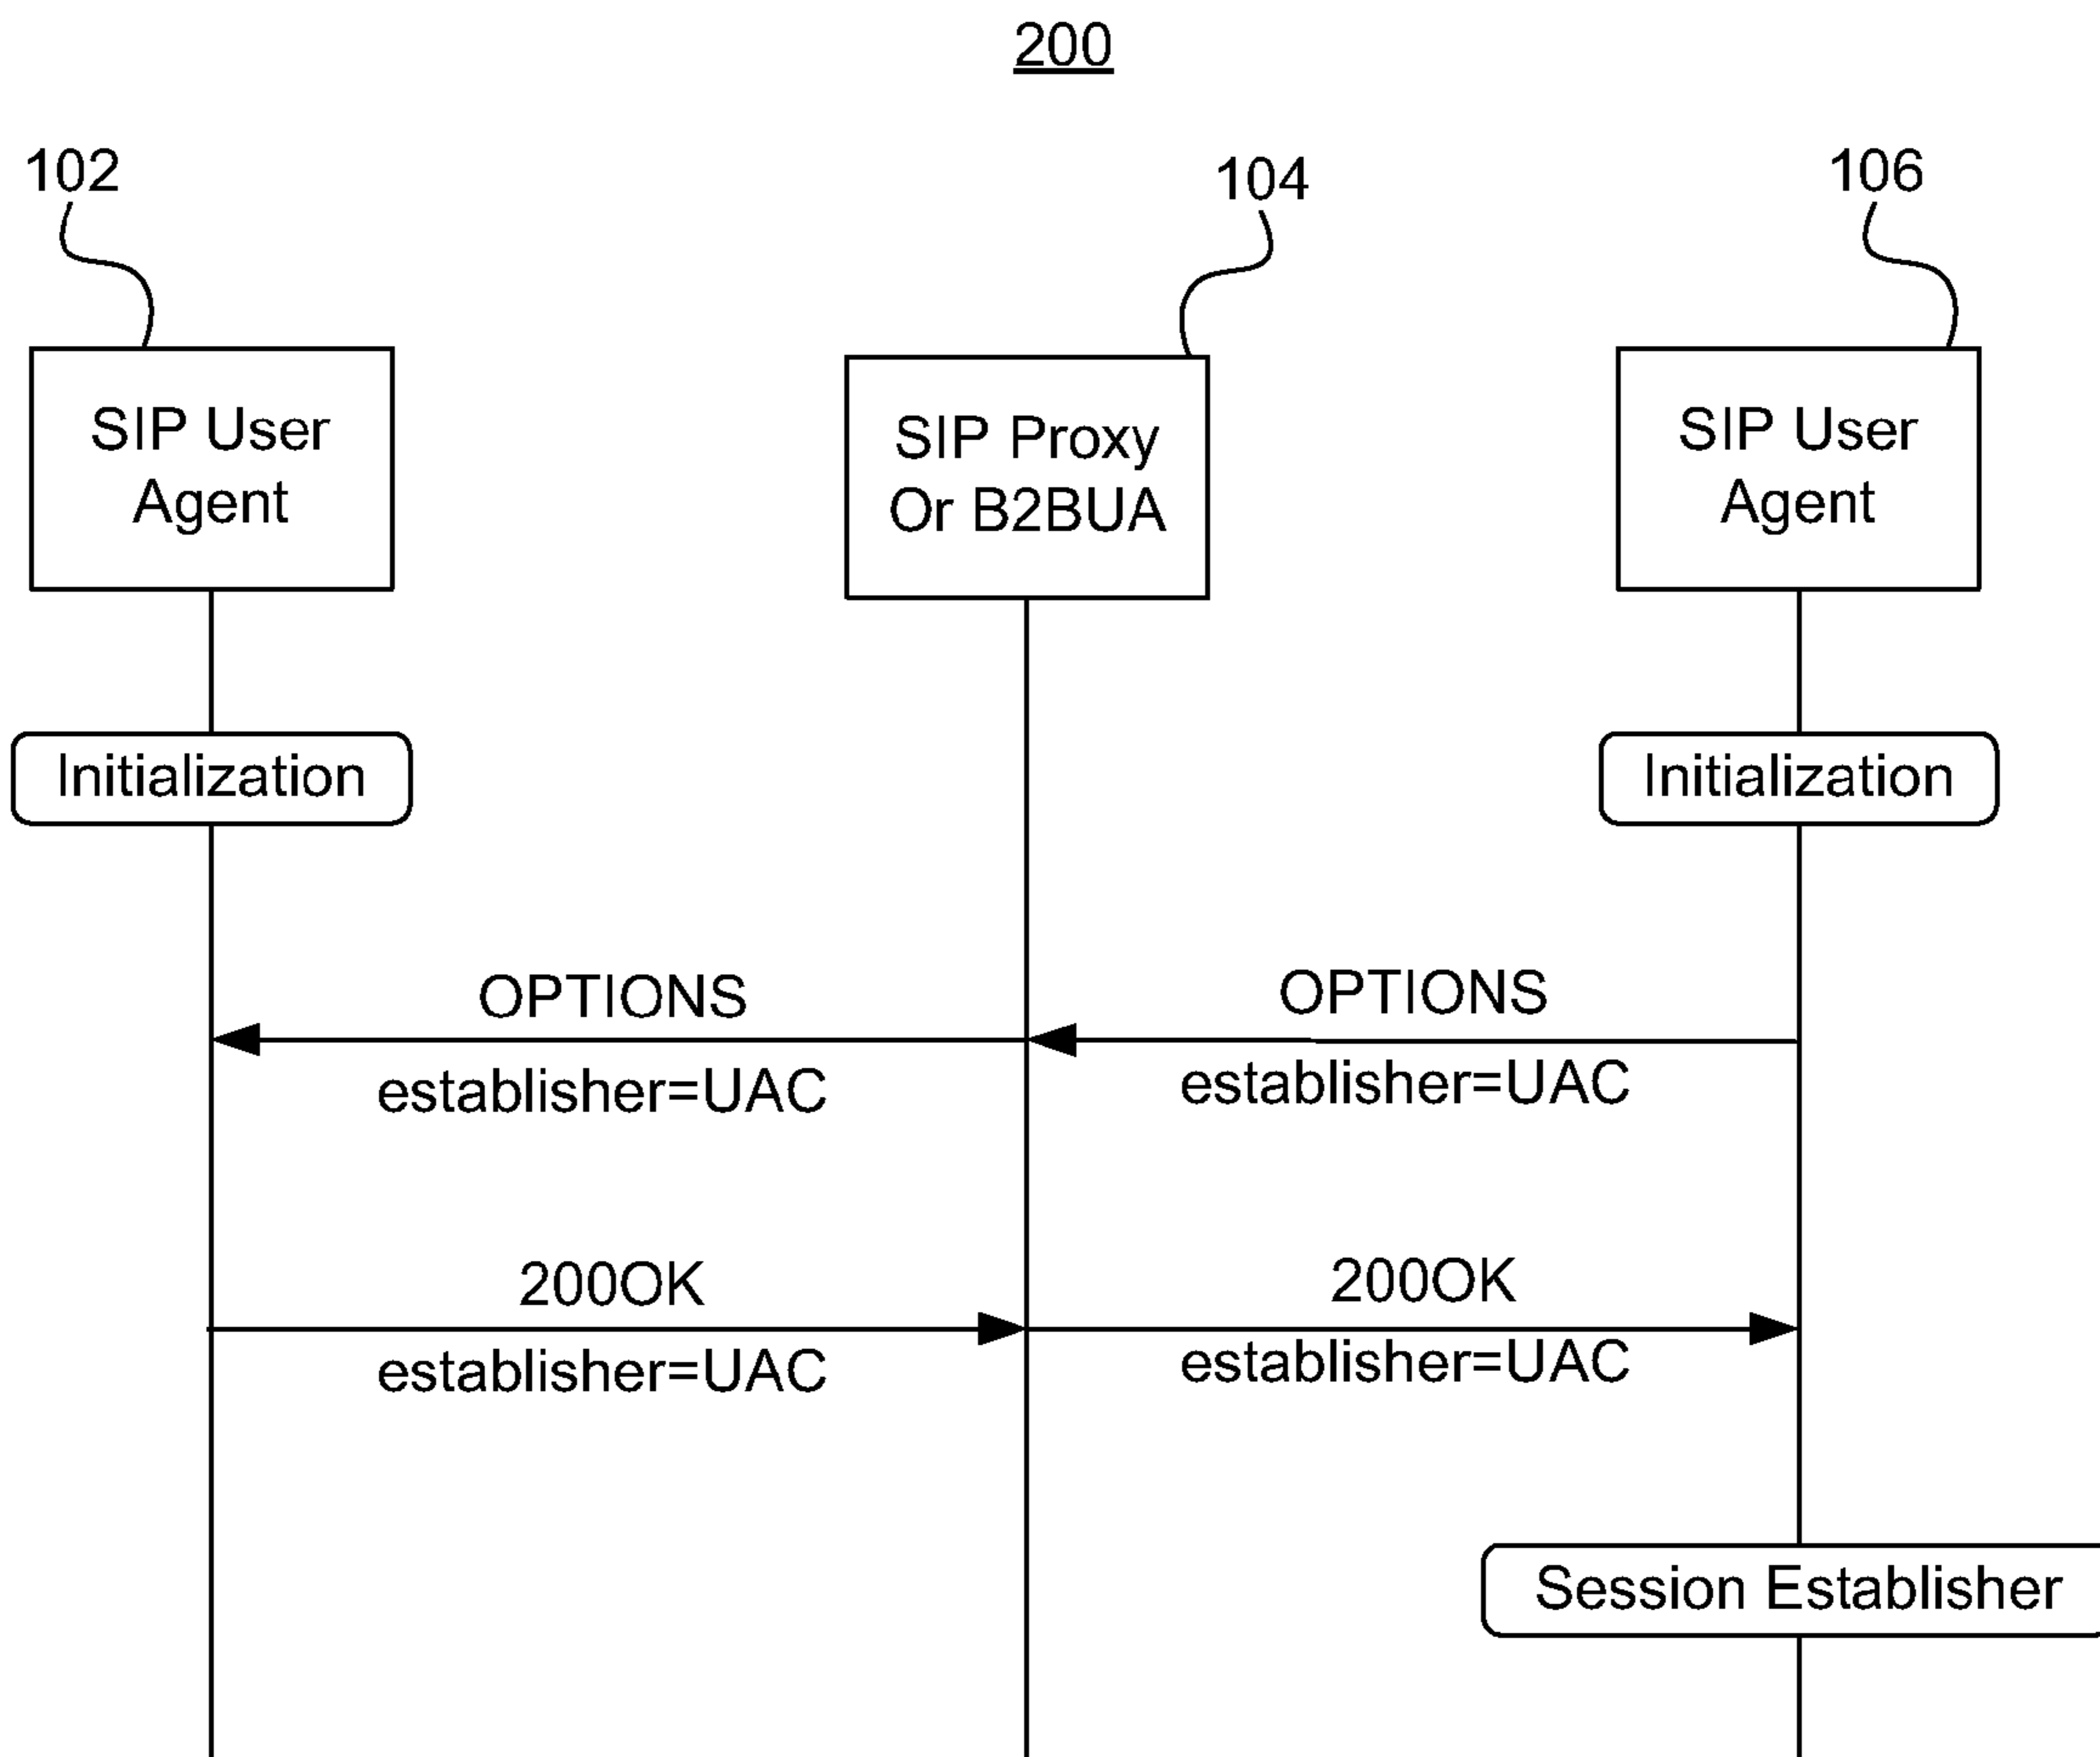 200
102
104
106
SIP User
Agent
SIP Proxy
Or B2BUA
SIP User
Agent
Initialization
Initialization
OPTIONS
OPTIONS
establisher=UAC
establisher=UAC
200OK
200OK
establisher=UAC
establisher=UAC
Session Establisher